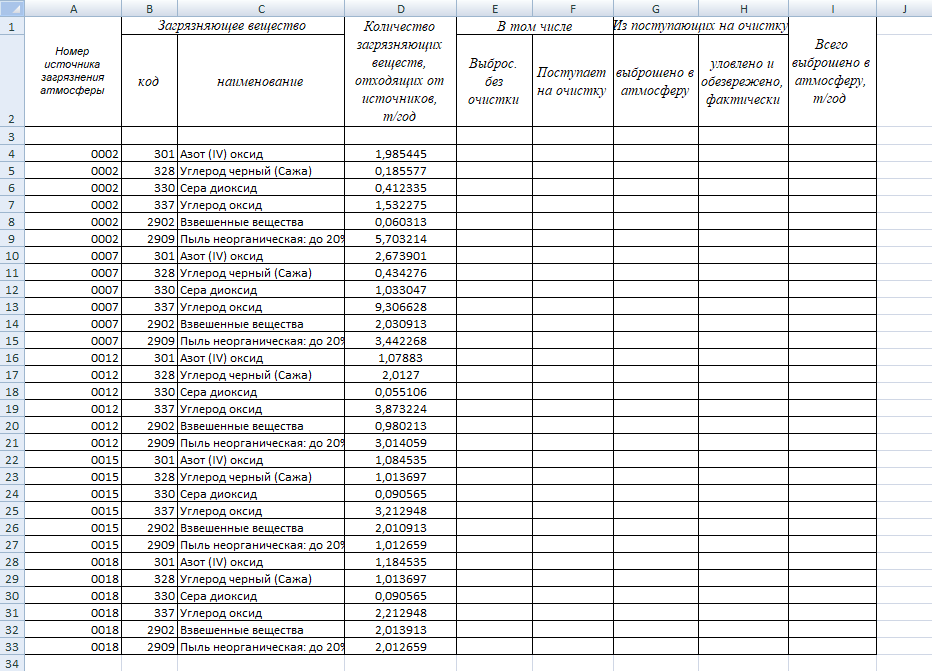 A B C D E F G H I J
1 Загрязняющее вещество Количество В том числе Из поступающих на очистку
Номер
источника
загрязнения
атмосферы
код
наименование
загрязняющих
веществ,
отходящих от
источников,
т/год
Выброс.
без
очистки
Поступает
на очистку
выброшено в
атмосферу
уловлено и
обезврежено,
фактически
Всего
выброшено в
атмосферу,
т/год
2
3
4 0002 301 Азот (IV) оксид 1,985445
5 0002 328 Углерод черный (Сажа) 0,185577
6 0002 330 Сера диоксид 0,412335
7 0002 337 Углерод оксид 1,532275
8 0002 2902 Взвешенные вещества 0,060313
9 0002 2909 Пыль неорганическая: до 20% 5,703214
10 0007 301 Азот (IV) оксид 2,673901
11 0007 328 Углерод черный (Сажа) 0,434276
12 0007 330 Сера диоксид 1,033047
13 0007 337 Углерод оксид 9,306628
14 0007 2902 Взвешенные вещества 2,030913
15 0007 2909 Пыль неорганическая: до 20% 3,442268
16 0012 301 Азот (IV) оксид 1,07883
17 0012 328 Углерод черный (Сажа) 2,0127
18 0012 330 Сера диоксид 0,055106
19 0012 337 Углерод оксид 3,873224
20 0012 2902 Взвешенные вещества 0,980213
21 0012 2909 Пыль неорганическая: до 20% 3,014059
22 0015 301 Азот (IV) оксид 1,084535
23 0015 328 Углерод черный (Сажа) 1,013697
24 0015 330 Сера диоксид 0,090565
25 0015 337 Углерод оксид 3,212948
26 0015 2902 Взвешенные вещества 2,010913
27 0015 2909 Пыль неорганическая: до 20% 1,012659
28 0018 301 Азот (IV) оксид 1,184535
29 0018 328 Углерод черный (Сажа) 1,013697
30 0018 330 Сера диоксид 0,090565
31 0018 337 Углерод оксид 2,212948
32 0018 2902 Взвешенные вещества 2,013913
33 0018 2909 Пыль неорганическая: до 20% 2,012659
34